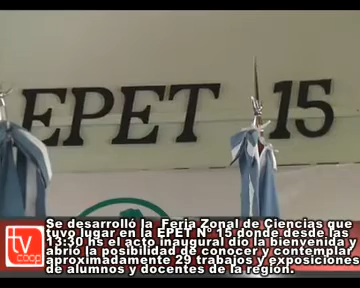 EPET 15
Se desarrolló la Feria Zonal de Ciencias que
tuvo lugar en la EPET Nº 15 donde desde las
13:30 hs el acto inaugural dio la bienvenida y
abrió la posibilidad de conocer y contemplar
aproximadamente 29 trabajos y exposiciones
de alumnos y docentes de la región.
tv
coop